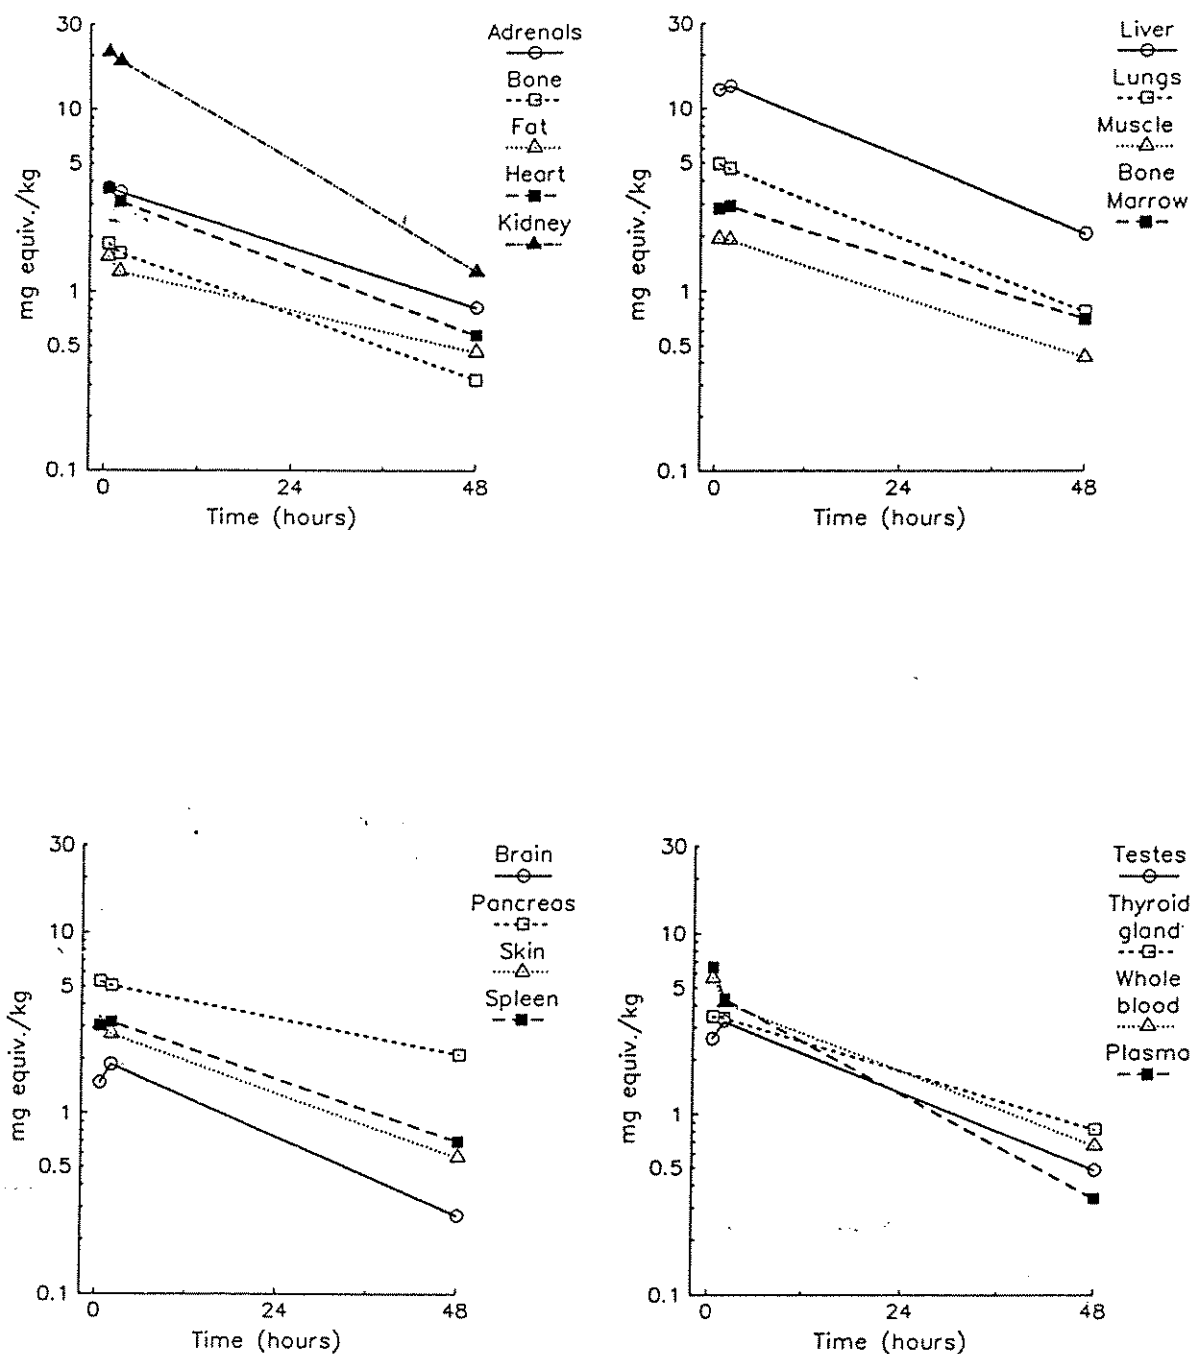 30
10
5
1
0.5
0.1
mg equiv./kg
0
24
48
Time (hours)
Adrenals
Bone
Fat
Heart
Kidney
30
10
5
1
0.5
0.1
mg equiv./kg
0
24
48
Time (hours)
Liver
Lungs
Muscle
Bone
Marrow
30
10
5
1
0.5
0.1
mg equiv./kg
0
24
48
Time (hours)
Brain
Pancreas
Skin
Spleen
30
10
5
1
0.5
0.1
mg equiv./kg
0
24
48
Time (hours)
Testes
Thyroid
gland
Whole
blood
Plasma